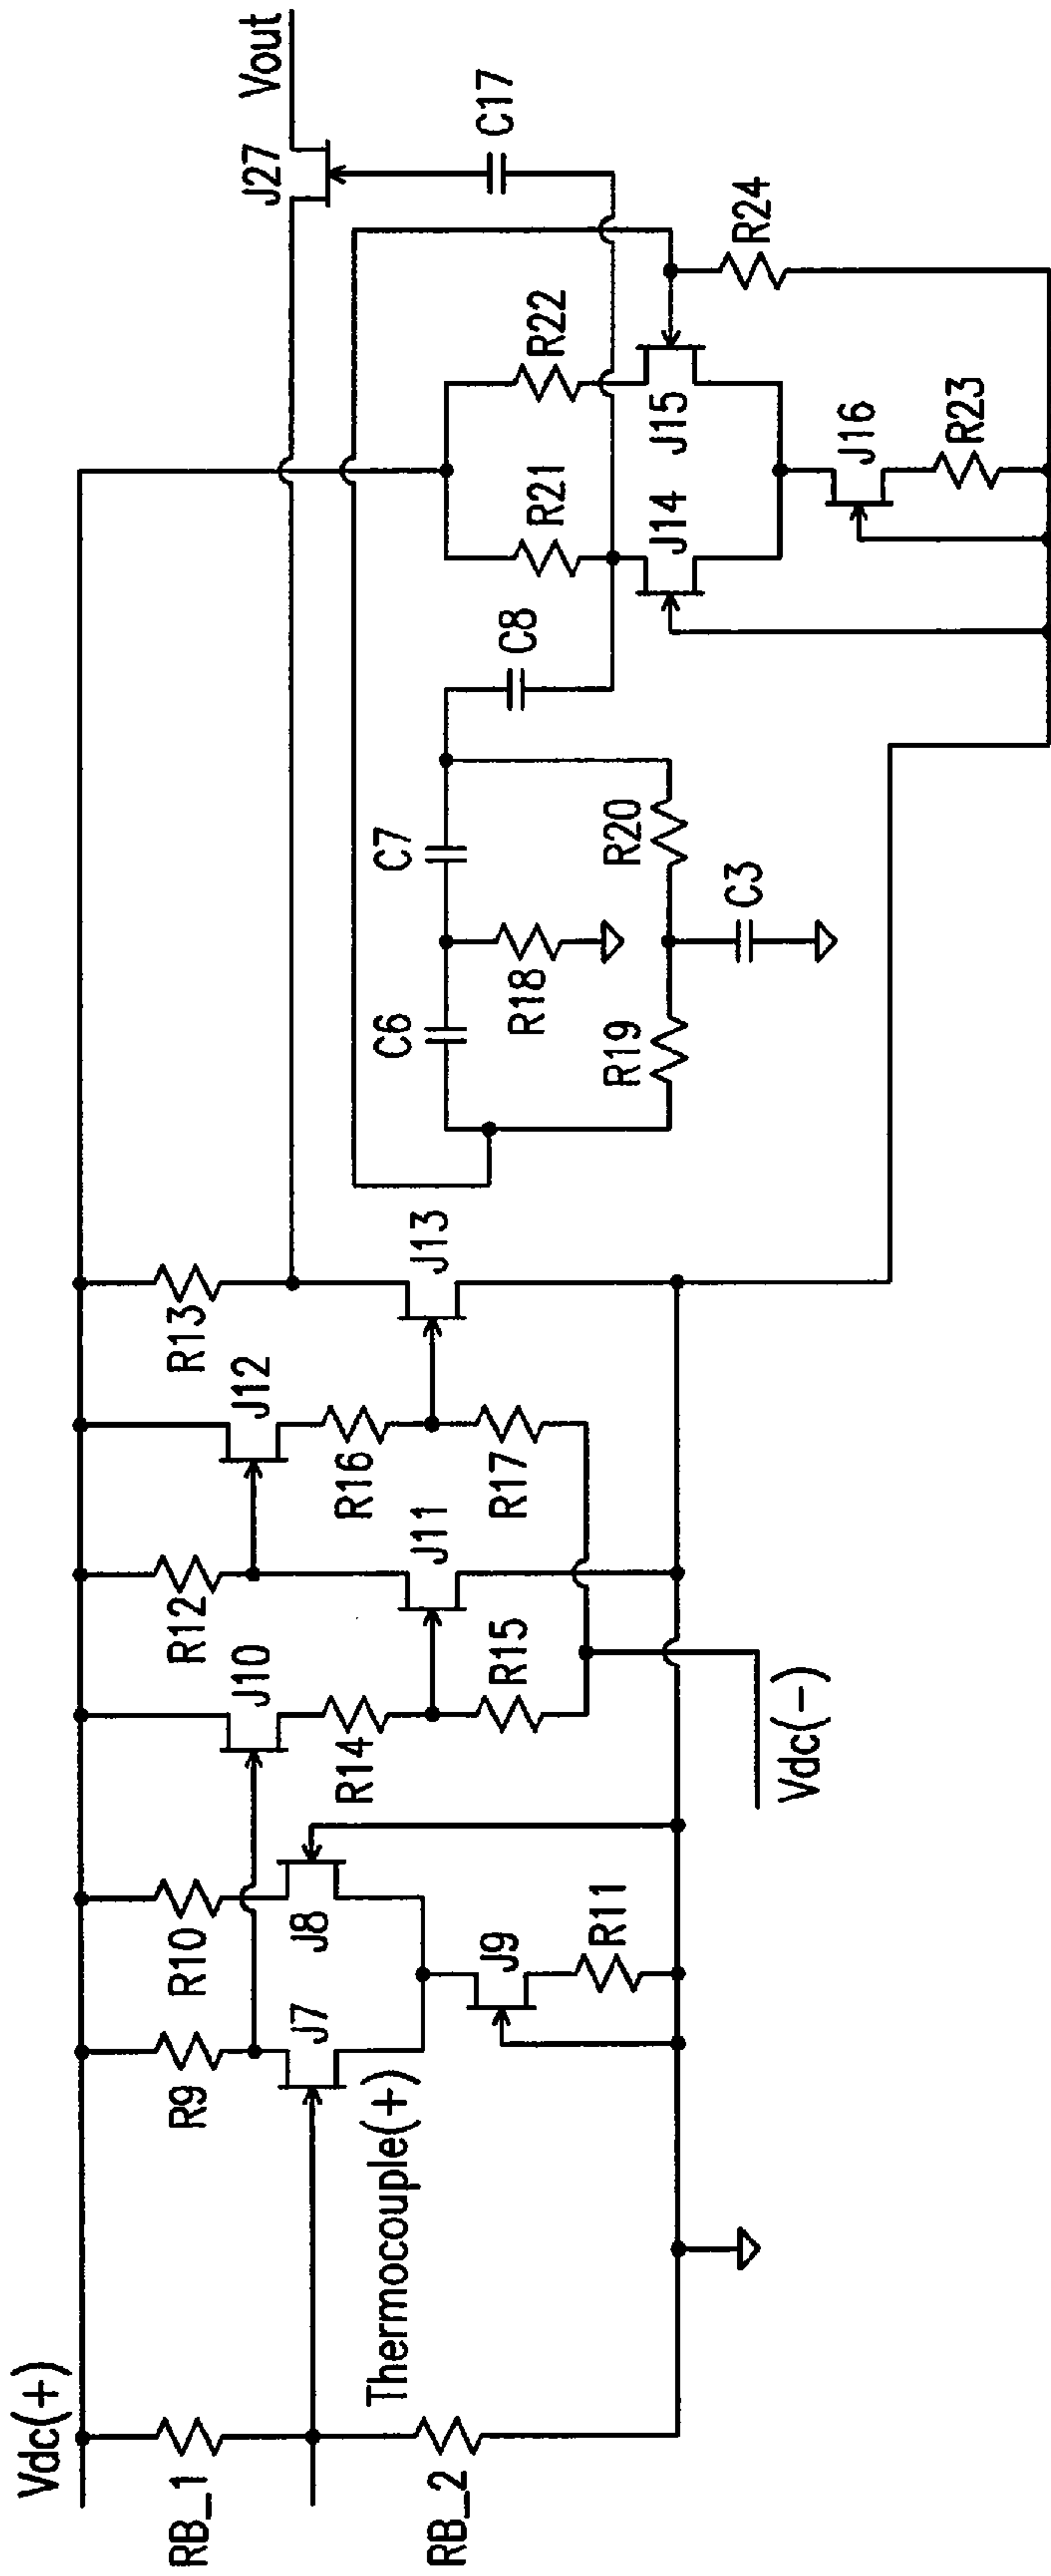 Vdc(+)
RB_1
RB_2
Thermocouple(+)
R9
R10
J7
J8
J9
R11
J10
R12
J12
R13
R14
R16
J11
J13
R15
R17
Vdc(-)
C6
C7
C8
R18
R19
R20
C3
R21
R22
J14
J15
J16
R23
R24
C17
J27
Vout